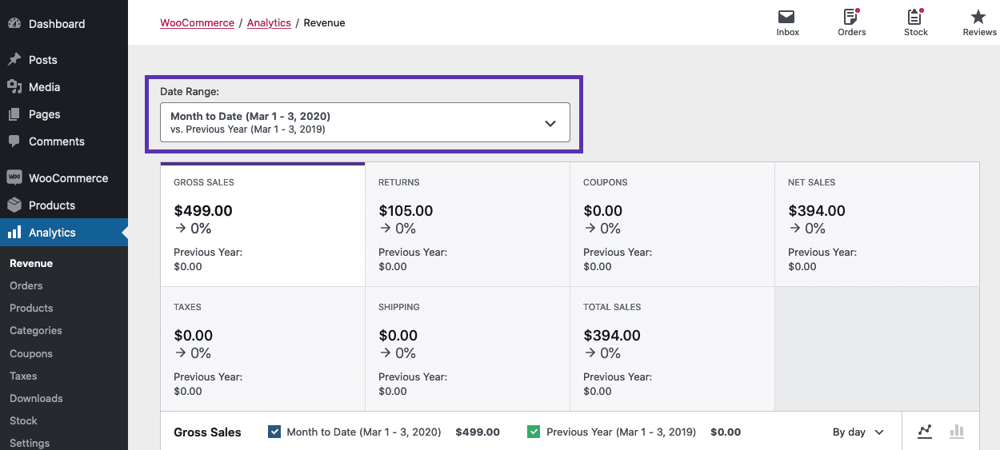 Dashboard
Posts
Media
Pages
Comments
Woo WooCommerce
Products
Analytics
Revenue
Orders
Products
Categories
Coupons
Taxes
Downloads
Stock
Settings
WooCommerce / Analytics / Revenue
Inbox Orders Stock Reviews
Date Range:
Month to Date (Mar 1 - 3, 2020)
vs. Previous Year (Mar 1 - 3, 2019)
GROSS SALES
$499.00
→ 0%
Previous Year:
$0.00
RETURNS
$105.00
→ 0%
Previous Year:
$0.00
COUPONS
$0.00
→ 0%
Previous Year:
$0.00
NET SALES
$394.00
→ 0%
Previous Year:
$0.00
TAXES
$0.00
→ 0%
Previous Year:
$0.00
SHIPPING
$0.00
→ 0%
Previous Year:
$0.00
TOTAL SALES
$394.00
→ 0%
Previous Year:
$0.00
Gross Sales Month to Date (Mar 1 - 3, 2020) $499.00 Previous Year (Mar 1 - 3, 2019) $0.00 By day